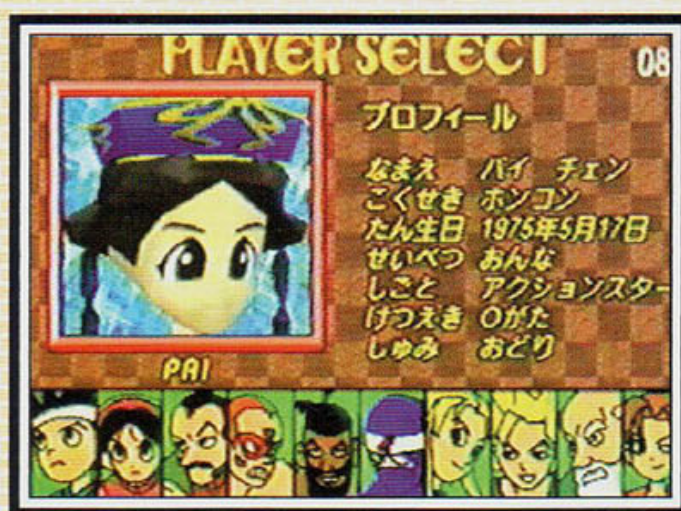 PLAYER SELECT
08
プロフィール
なまえ パイ チェン
こくせき ホンコン
たん生日 1975年5月17日
せいべつ おんな
しごと アクションスター
けつえき Oがた
しゅみ おどり
PAI